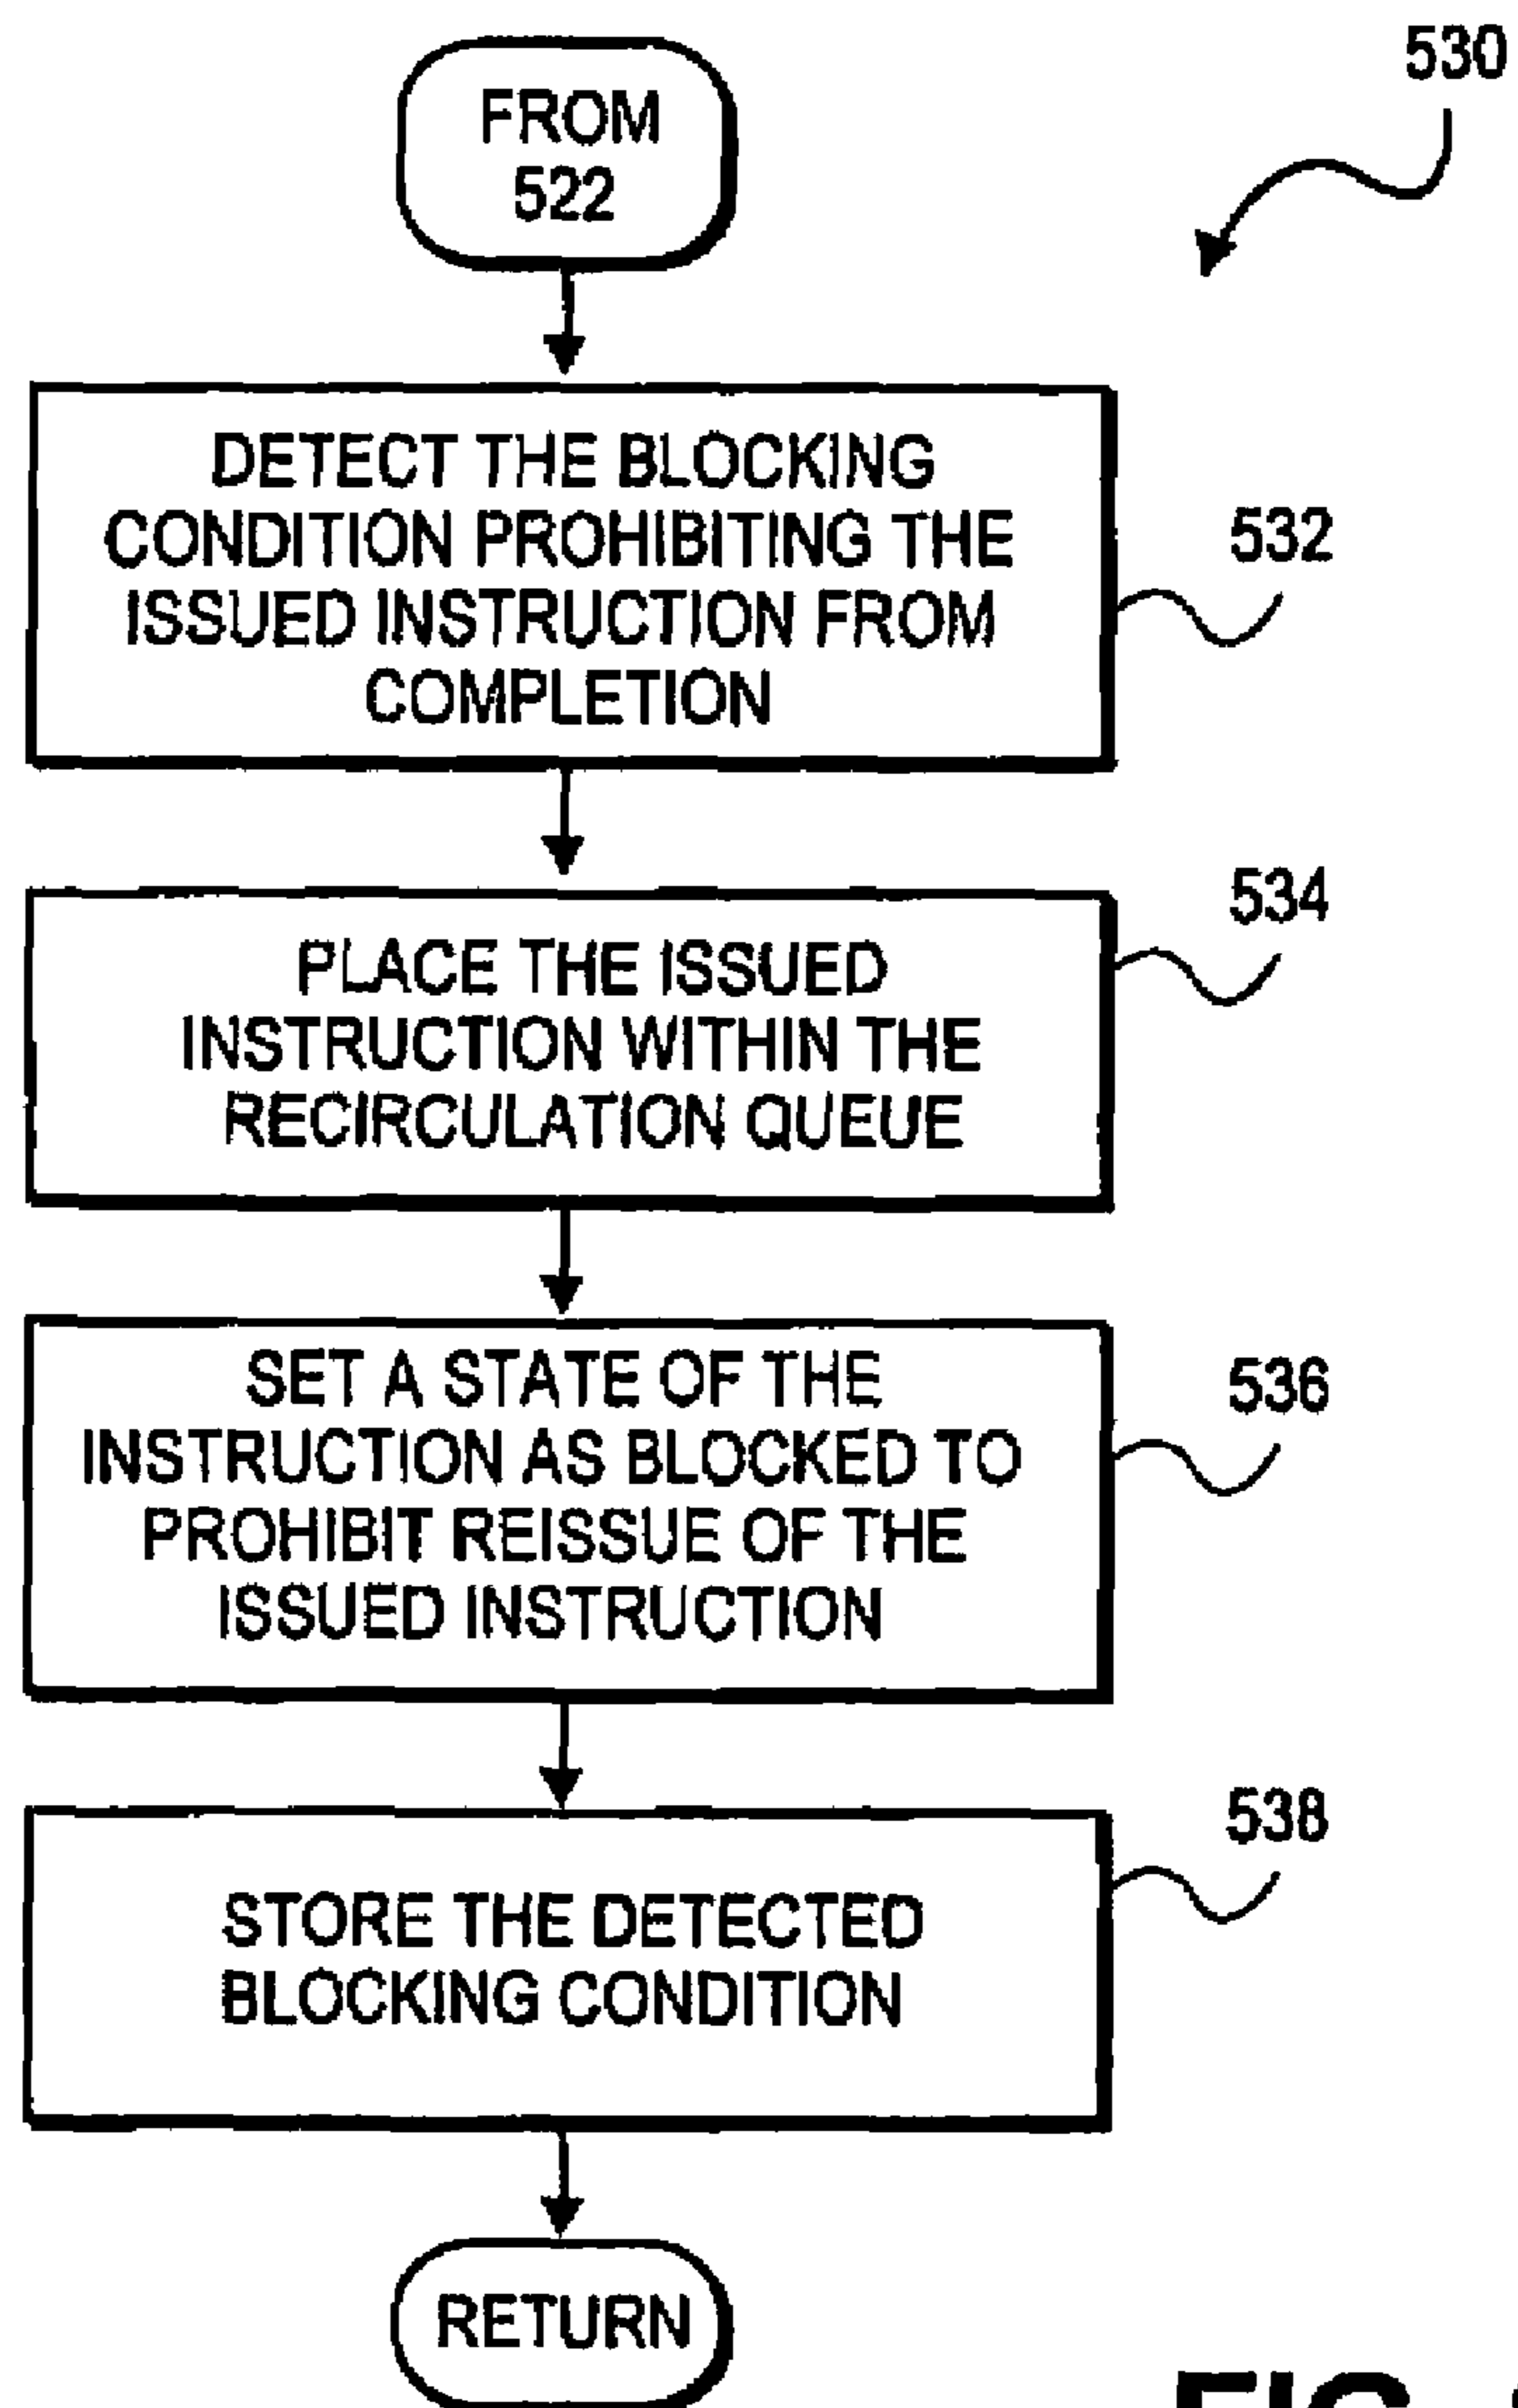 530
FROM
522
DETECT THE BLOCKING
CONDITION PROHIBITING THE
ISSUED INSTRUCTION FROM
COMPLETION
532
PLACE THE ISSUED
INSTRUCTION WITHIN THE
RECIRCULATION QUEUE
534
SET A STATE OF THE
INSTRUCTION AS BLOCKED TO
PROHIBIT REISSUE OF THE
ISSUED INSTRUCTION
536
STORE THE DETECTED
BLOCKING CONDITION
538
RETURN